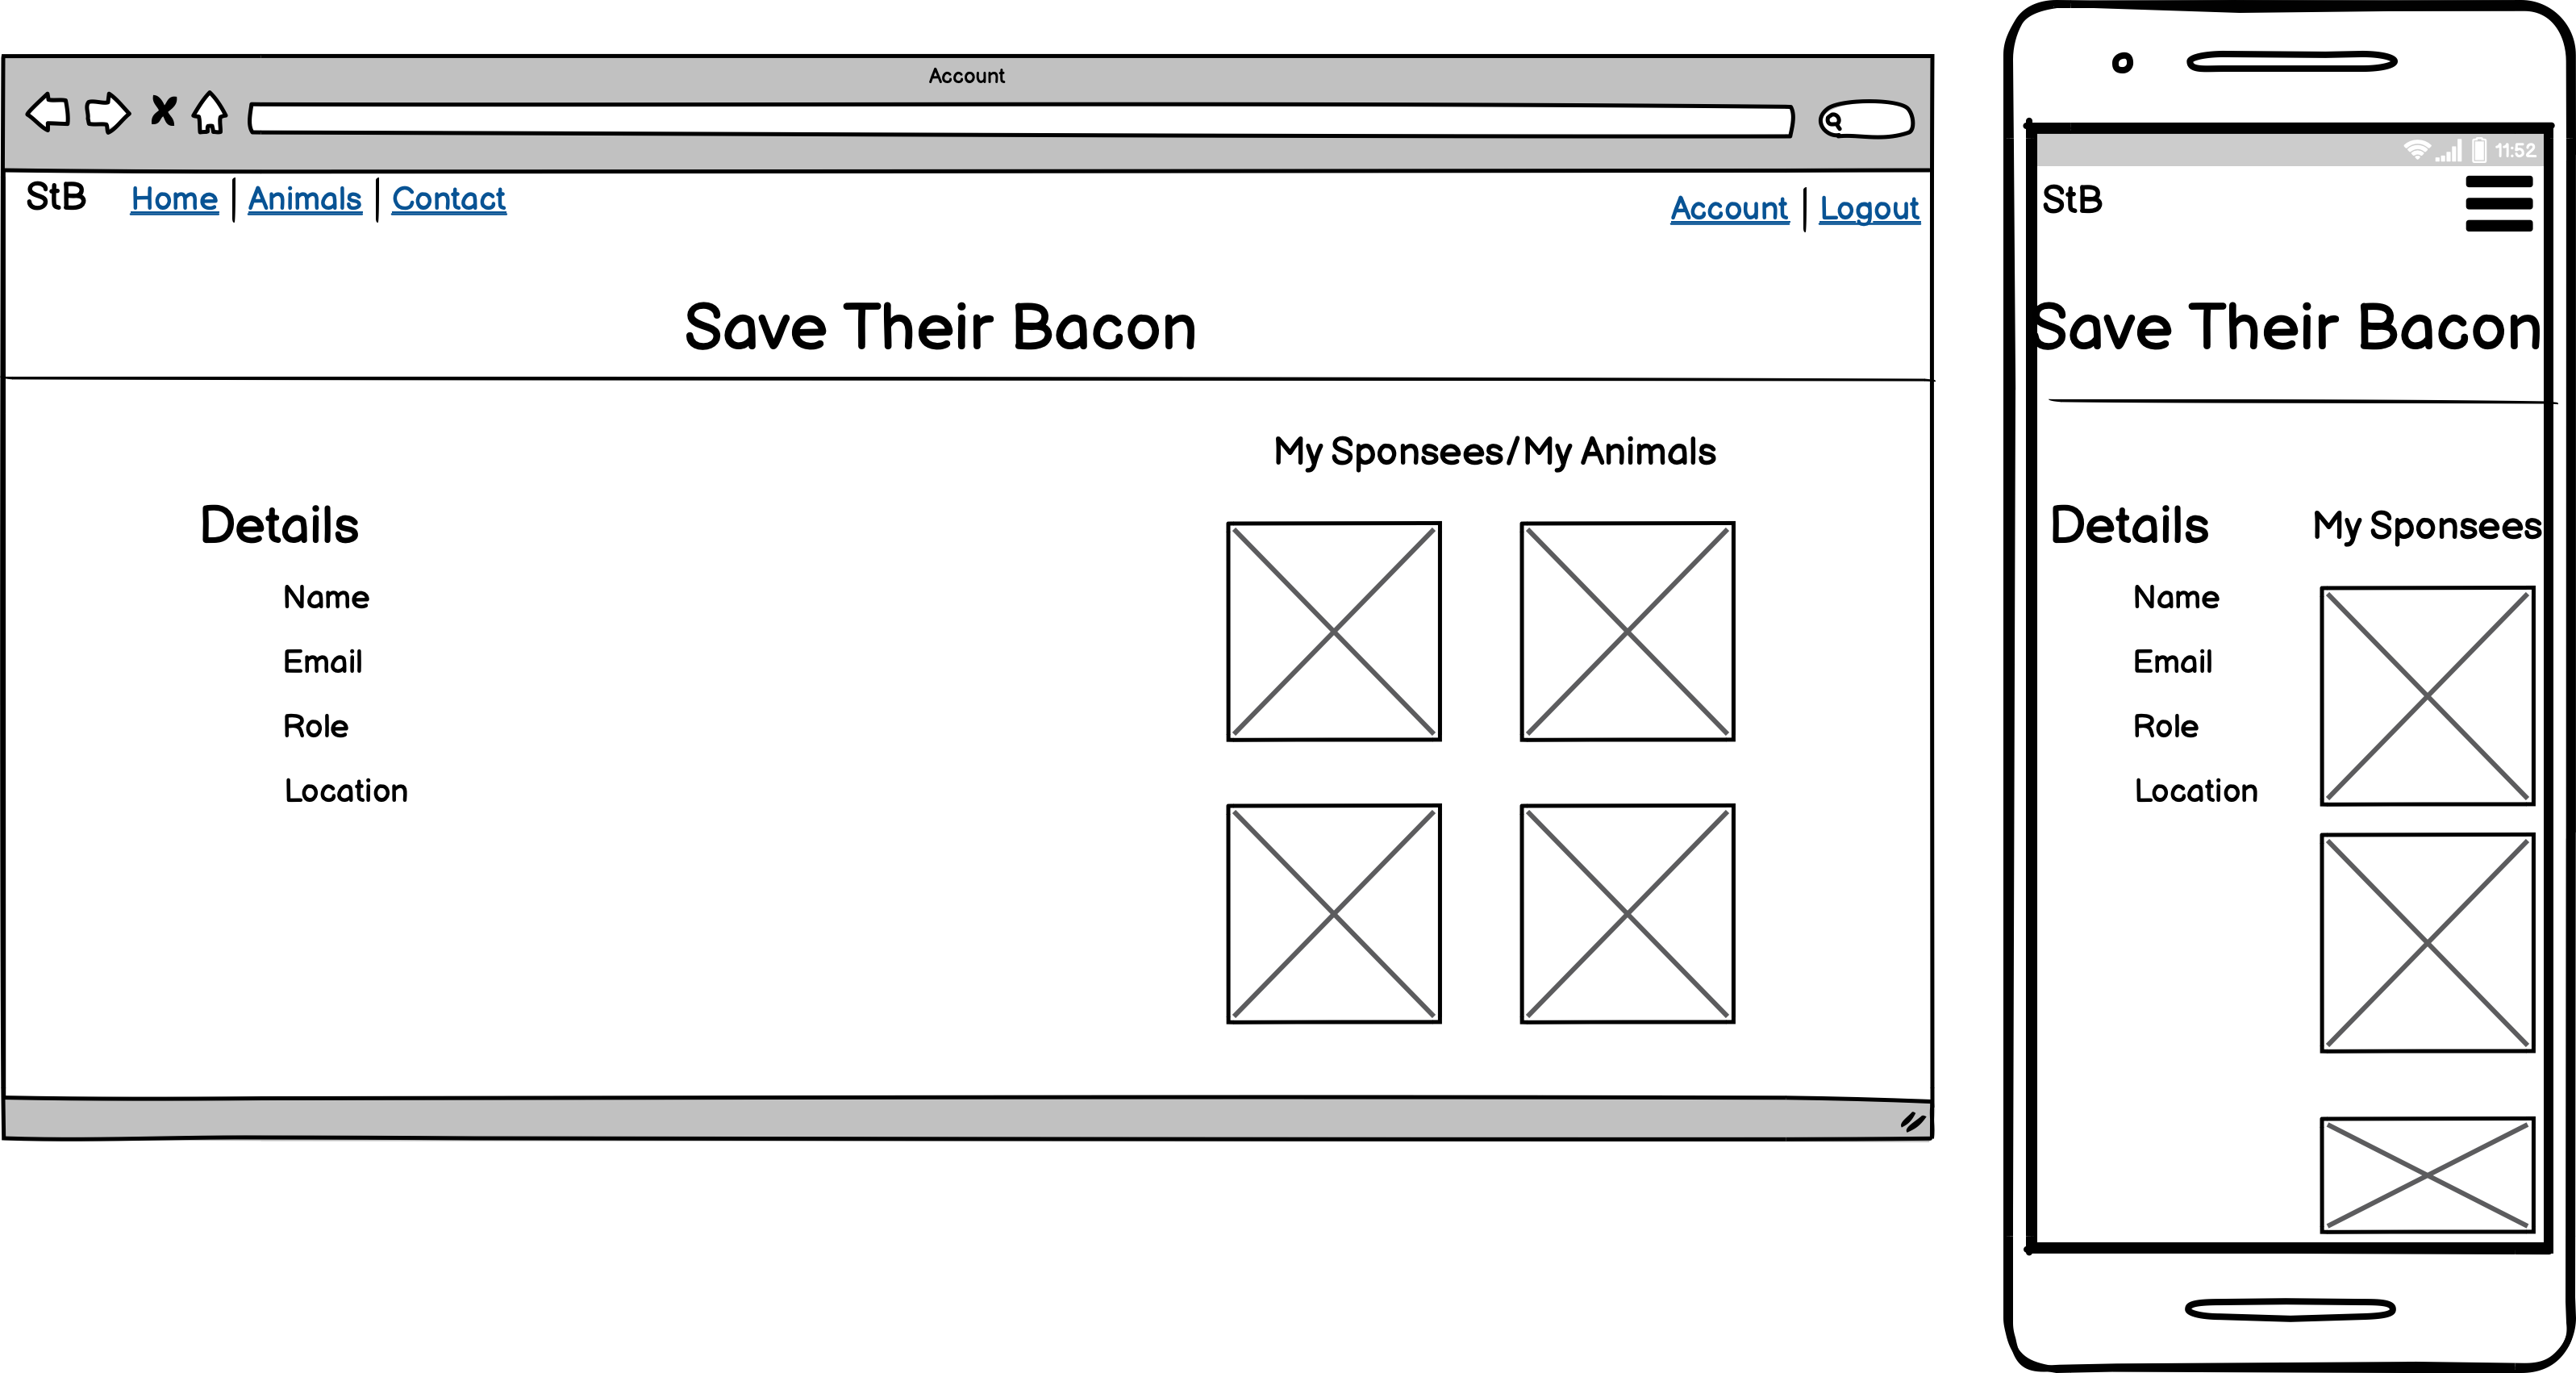 Account
StB Home Animals Contact Account Logout
Save Their Bacon
My Sponsees/My Animals
Details
Name
Email
Role
Location
11:52
StB
Save Their Bacon
Details My Sponsees
Name
Email
Role
Location